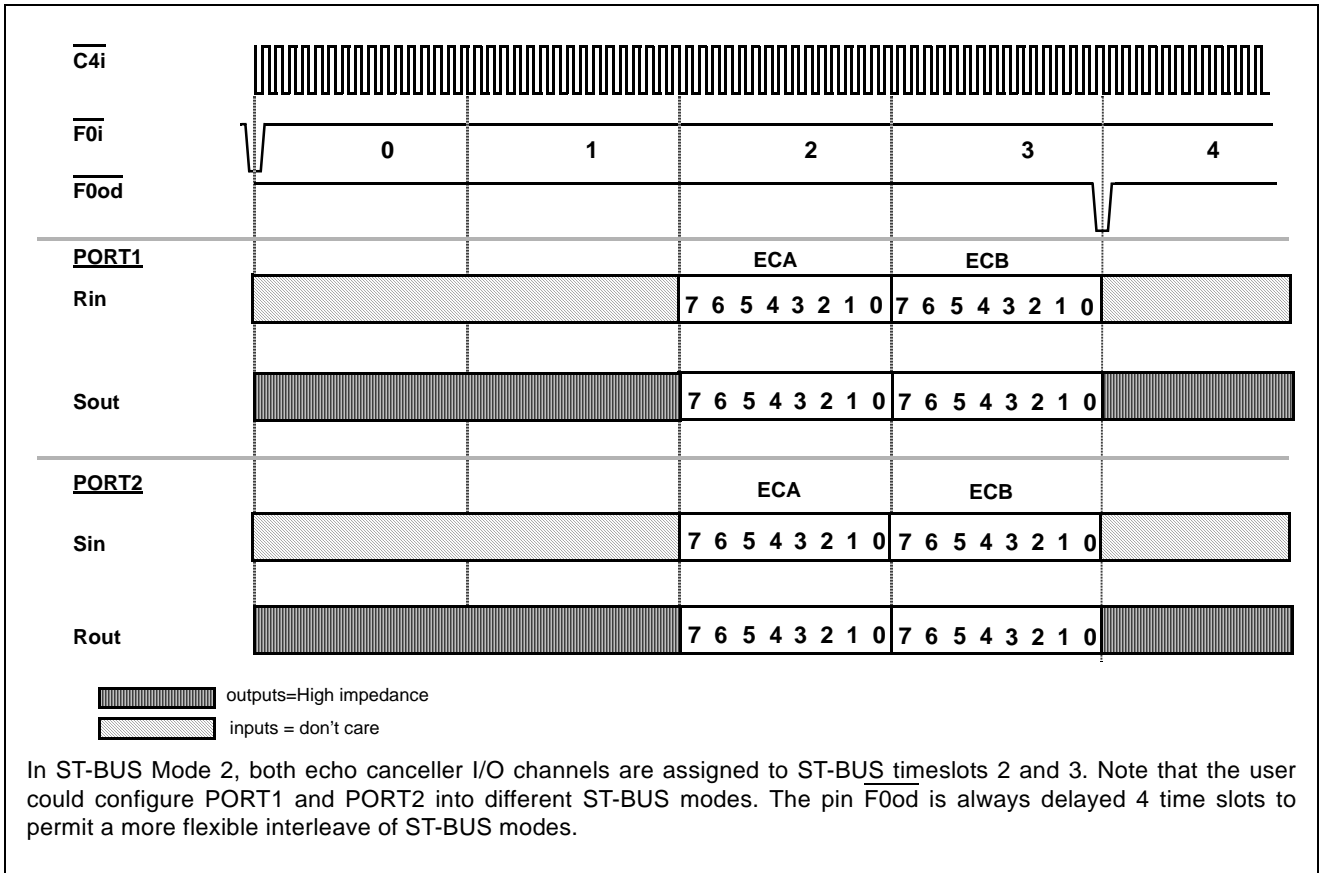 C4i
F0i
0 1 2 3 4
F0od
PORT1
ECA ECB
Rin
7 6 5 4 3 2 1 0 7 6 5 4 3 2 1 0
Sout
7 6 5 4 3 2 1 0 7 6 5 4 3 2 1 0
PORT2
ECA ECB
Sin
7 6 5 4 3 2 1 0 7 6 5 4 3 2 1 0
Rout
7 6 5 4 3 2 1 0 7 6 5 4 3 2 1 0
outputs=High impedance
inputs = don't care
In ST-BUS Mode 2, both echo canceller I/O channels are assigned to ST-BUS timeslots 2 and 3. Note that the user
could configure PORT1 and PORT2 into different ST-BUS modes. The pin F0od is always delayed 4 time slots to
permit a more flexible interleave of ST-BUS modes.